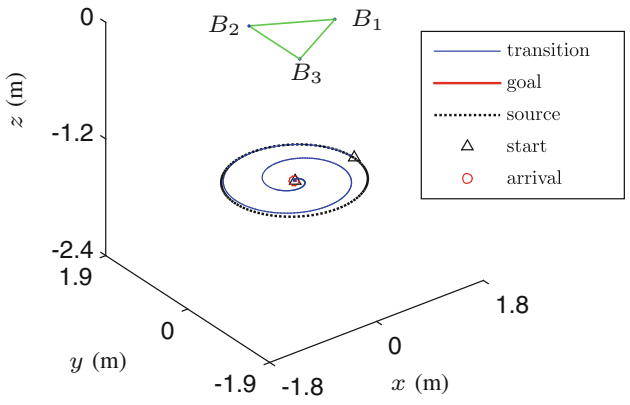 0
B₂
B₁
B₃
z (m)
-1.2
-2.4
1.9
0
-1.9
y (m)
-1.8
0
1.8
x (m)
transition
goal
source
start
arrival